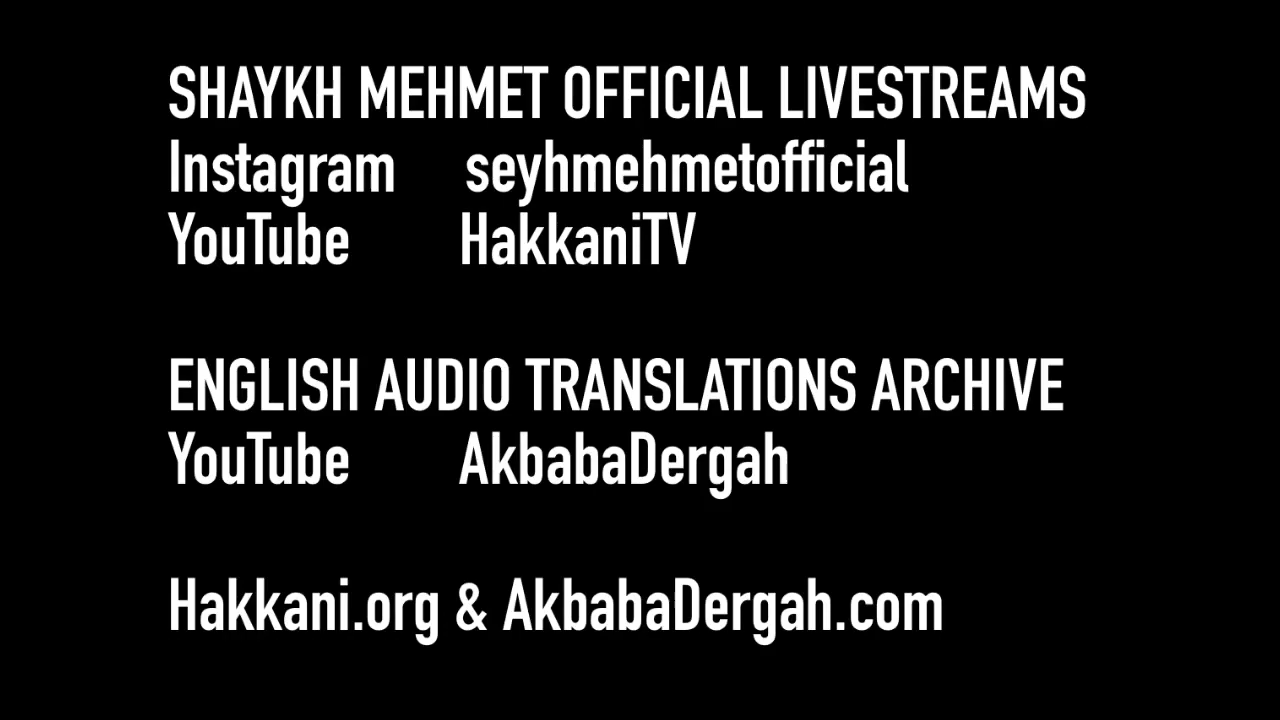 SHAYKH MEHMET OFFICIAL LIVESTREAMS
Instagram seyhmehmetofficial
YouTube HakkaniTV
ENGLISH AUDIO TRANSLATIONS ARCHIVE
YouTube AkbabaDergah
Hakkani.org & AkbabaDergah.com